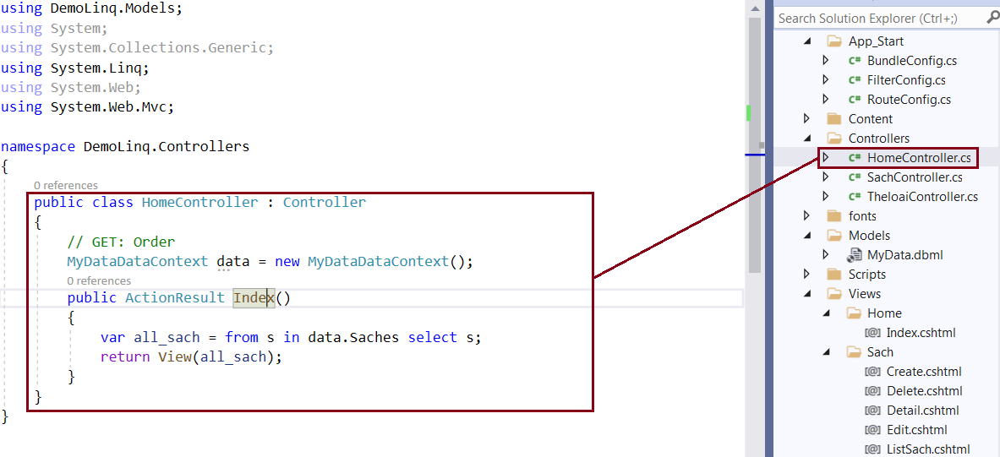 using DemoLinq.Models;
using System;
using System.Collections.Generic;
using System.Linq;
using System.Web;
using System.Web.Mvc;
namespace DemoLinq.Controllers
{
0 references
public class HomeController : Controller
{
// GET: Order
MyDataDataContext data = new MyDataDataContext();
0 references
public ActionResult Index()
{
var all_sach = from s in data.Saches select s;
return View(all_sach);
}
}
}
Search Solution Explorer (Ctrl+;)
App_Start
C# BundleConfig.cs
C# FilterConfig.cs
C# RouteConfig.cs
Content
Controllers
C# HomeController.cs
C# SachController.cs
C# TheloaiController.cs
fonts
Models
MyData.dbml
Scripts
Views
Home
[@] Index.cshtml
Sach
[@] Create.cshtml
[@] Delete.cshtml
[@] Detail.cshtml
[@] Edit.cshtml
[@] ListSach.cshtml